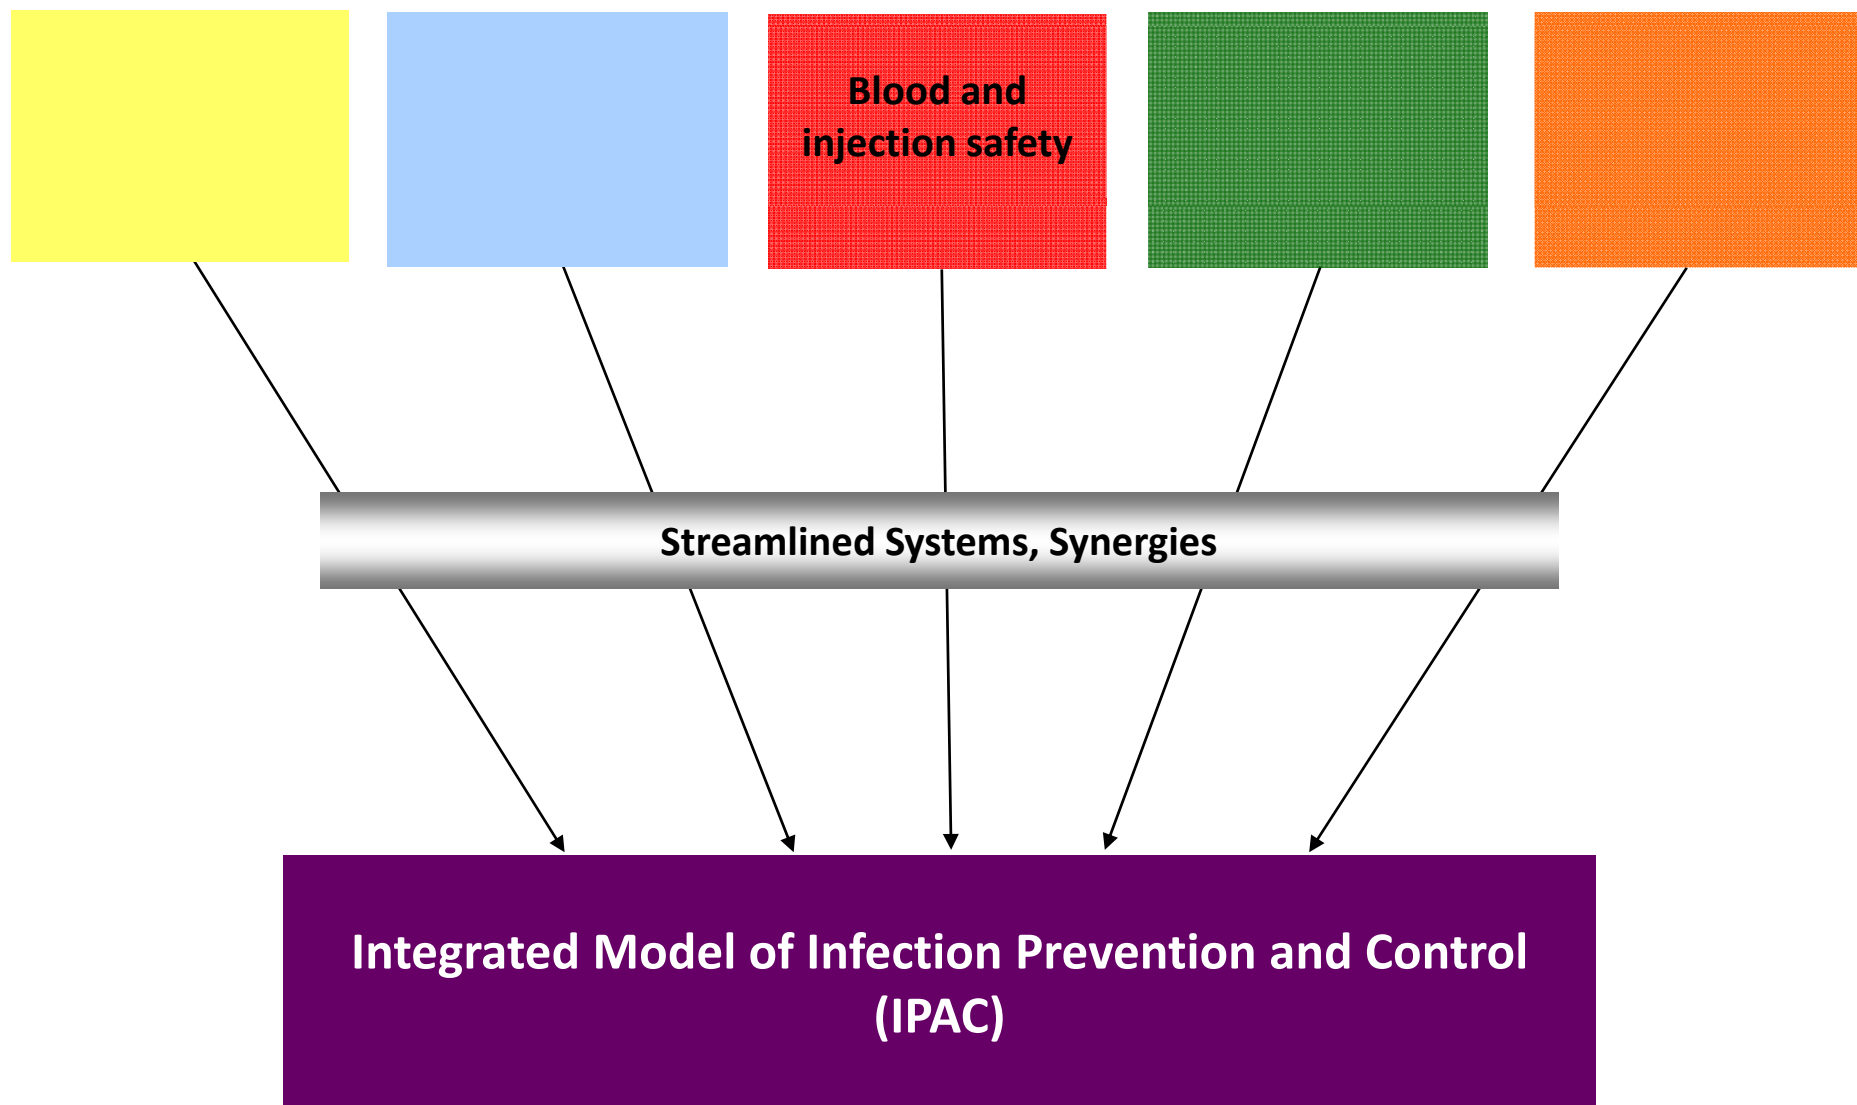 Blood and
injection safety
Streamlined Systems, Synergies
Integrated Model of Infection Prevention and Control
(IPAC)